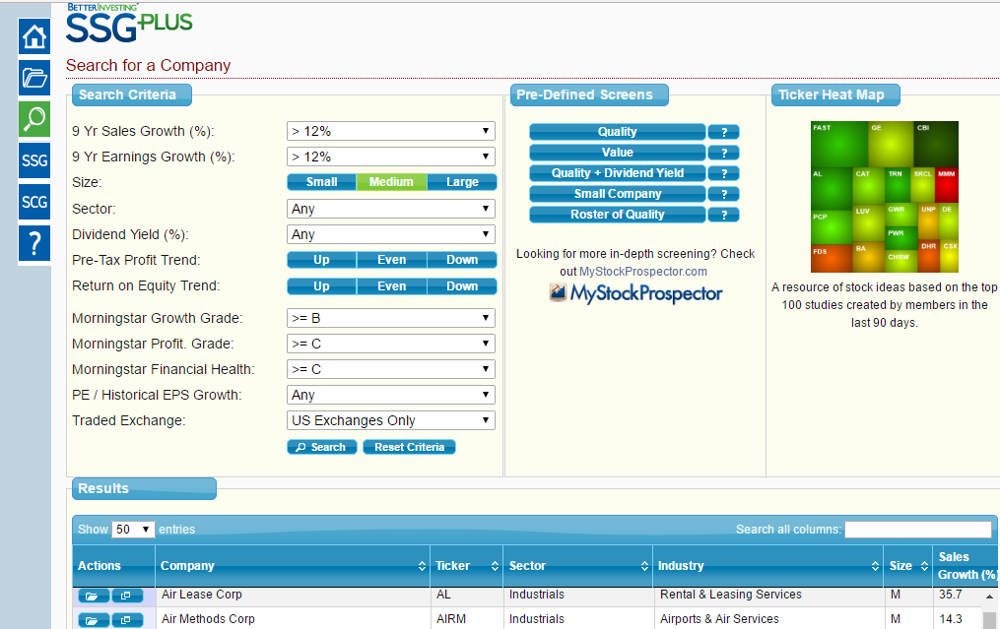 BETTERINVESTING™
SSG-PLUS
Search for a Company
Search Criteria
9 Yr Sales Growth (%):
> 12%
9 Yr Earnings Growth (%):
> 12%
Size:
Small
Medium
Large
Sector:
Any
Dividend Yield (%):
Any
Pre-Tax Profit Trend:
Up
Even
Down
Return on Equity Trend:
Up
Even
Down
Morningstar Growth Grade:
>= B
Morningstar Profit. Grade:
>= C
Morningstar Financial Health:
>= C
PE / Historical EPS Growth:
Any
Traded Exchange:
US Exchanges Only
Search
Reset Criteria
Pre-Defined Screens
Quality
?
Value
?
Quality + Dividend Yield
?
Small Company
?
Roster of Quality
?
Looking for more in-depth screening? Check
out MyStockProspector.com
MyStockProspector
Ticker Heat Map
FAST
GE
CBI
AL
CAT
TRN
SRCL
MMM
PCP
LUV
GWR
UNP
DE
PWR
FDS
BA
CHRW
DHR
CSX
A resource of stock ideas based on the top
100 studies created by members in the
last 90 days.
SSG
SCG
?
Results
Show 50 entries
Search all columns:
Actions
Company
Ticker
Sector
Industry
Size
Sales
Growth (%)
Air Lease Corp
AL
Industrials
Rental & Leasing Services
M
35.7
Air Methods Corp
AIRM
Industrials
Airports & Air Services
M
14.3